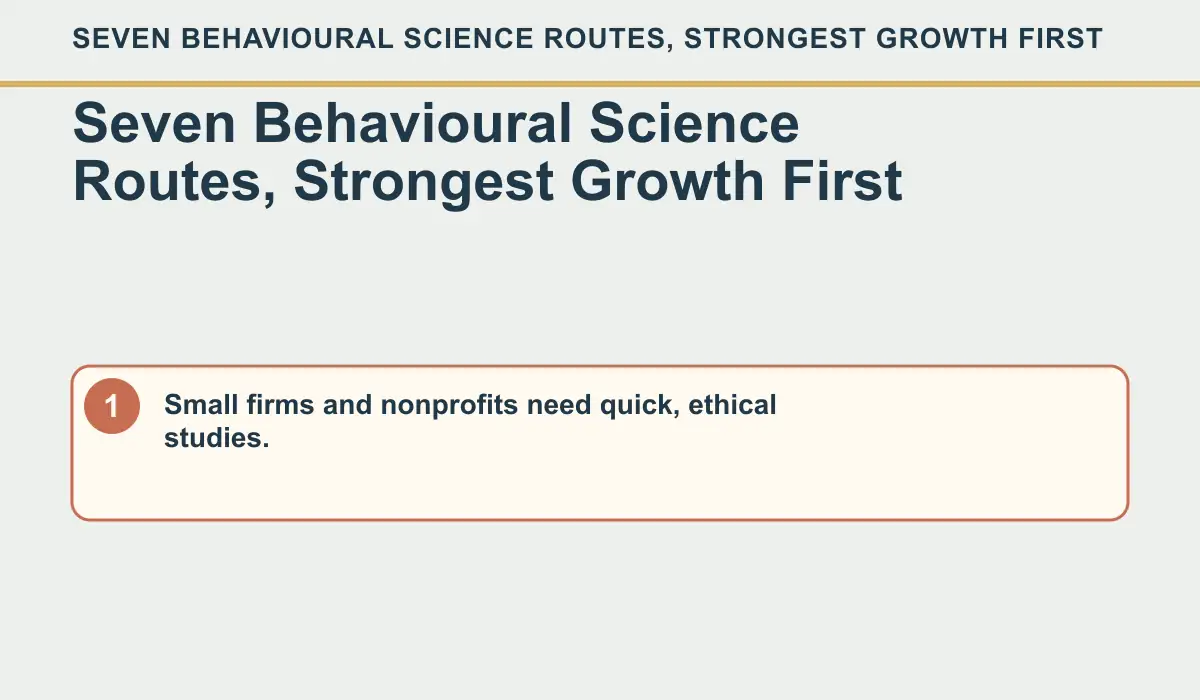 SEVEN BEHAVIOURAL SCIENCE ROUTES, STRONGEST GROWTH FIRST
Seven Behavioural Science
Routes, Strongest Growth First
1
Small firms and nonprofits need quick, ethical
studies.